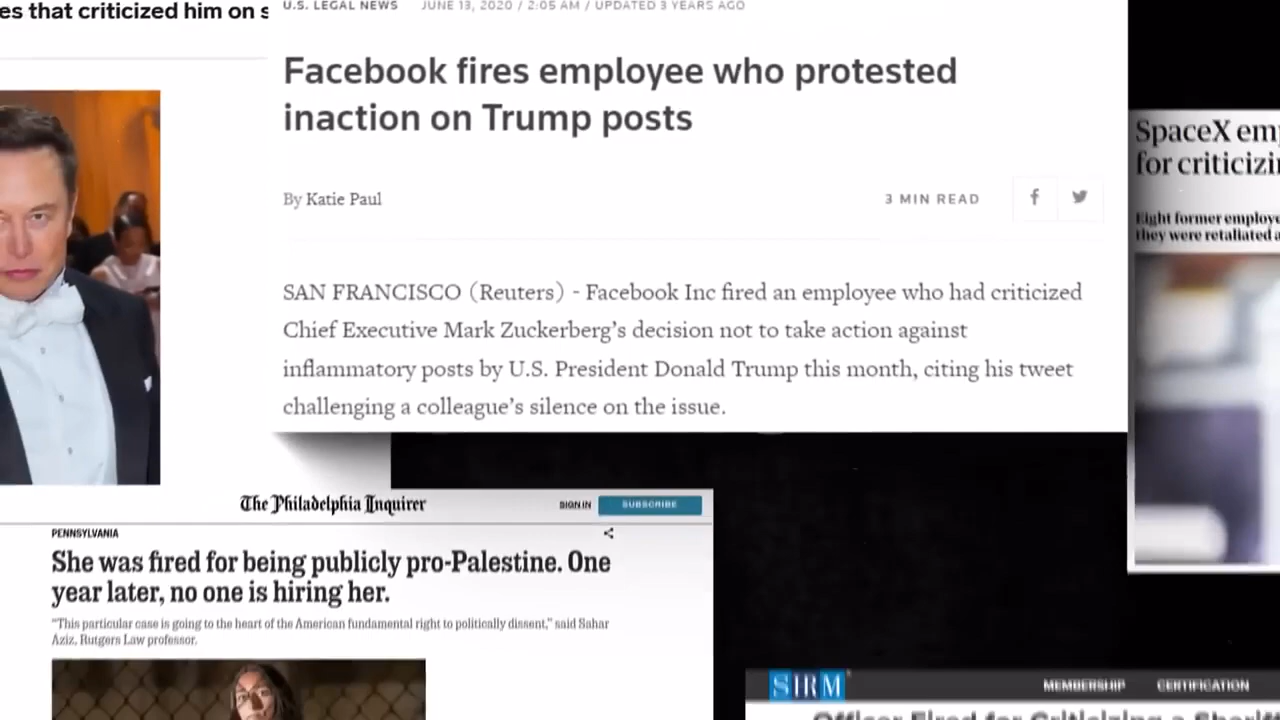 es that criticized him on s
U.S. LEGAL NEWS JUNE 13, 2020 / 2:05 AM / UPDATED 3 YEARS AGO
Facebook fires employee who protested
inaction on Trump posts
By Katie Paul
3 MIN READ
SAN FRANCISCO (Reuters) - Facebook Inc fired an employee who had criticized
Chief Executive Mark Zuckerberg’s decision not to take action against
inflammatory posts by U.S. President Donald Trump this month, citing his tweet
challenging a colleague’s silence on the issue.
SpaceX em
for criticizi
Eight former employe
they were retaliated a
The Philadelphia Inquirer
SIGN IN SUBSCRIBE
PENNSYLVANIA
She was fired for being publicly pro-Palestine. One
year later, no one is hiring her.
“This particular case is going to the heart of the American fundamental right to politically dissent,” said Sahar
Aziz, Rutgers Law professor.
MEMBERSHIP CERTIFICATION
Officer Fired for Criticizing a Sheriff